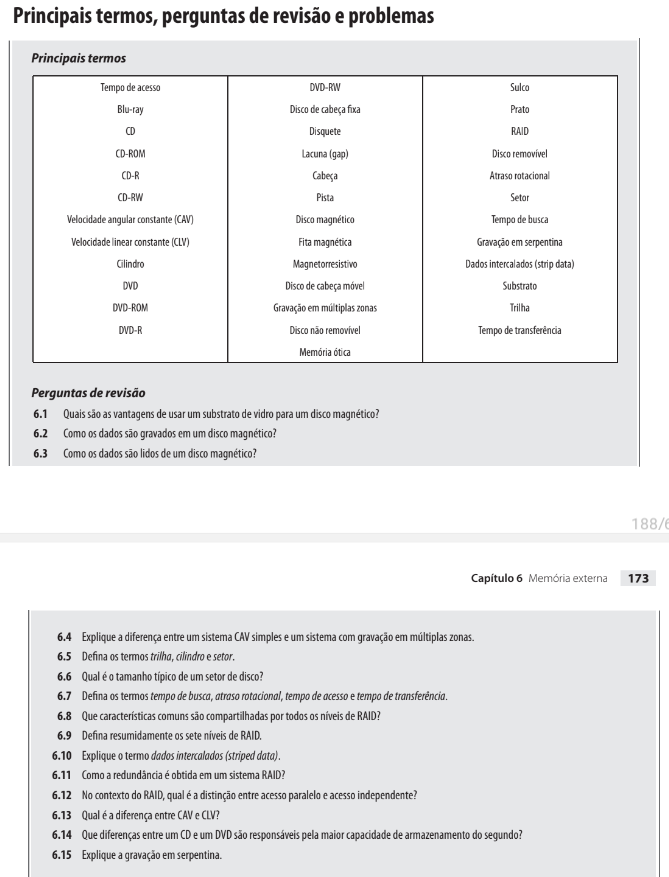 Principais termos, perguntas de revisão e problemas
Principais termos
Tempo de acesso DVD-RW Sulco
Blu-ray Disco de cabeça fixa Prato
CD Disquete RAID
CD-ROM Lacuna (gap) Disco removível
CD-R Cabeça Atraso rotacional
CD-RW Pista Setor
Velocidade angular constante (CAV) Disco magnético Tempo de busca
Velocidade linear constante (CLV) Fita magnética Gravação em serpentina
Cilindro Magnetorresistivo Dados intercalados (strip data)
DVD Disco de cabeça móvel Substrato
DVD-ROM Gravação em múltiplas zonas Trilha
DVD-R Disco não removível Tempo de transferência
Memória ótica
Perguntas de revisão
6.1 Quais são as vantagens de usar um substrato de vidro para um disco magnético?
6.2 Como os dados são gravados em um disco magnético?
6.3 Como os dados são lidos de um disco magnético?
188/6
Capítulo 6 Memória externa 173
6.4 Explique a diferença entre um sistema CAV simples e um sistema com gravação em múltiplas zonas.
6.5 Defina os termos trilha, cilindro e setor.
6.6 Qual é o tamanho típico de um setor de disco?
6.7 Defina os termos tempo de busca, atraso rotacional, tempo de acesso e tempo de transferência.
6.8 Que características comuns são compartilhadas por todos os níveis de RAID?
6.9 Defina resumidamente os sete níveis de RAID.
6.10 Explique o termo dados intercalados (striped data).
6.11 Como a redundância é obtida em um sistema RAID?
6.12 No contexto do RAID, qual é a distinção entre acesso paralelo e acesso independente?
6.13 Qual é a diferença entre CAV e CLV?
6.14 Que diferenças entre um CD e um DVD são responsáveis pela maior capacidade de armazenamento do segundo?
6.15 Explique a gravação em serpentina.